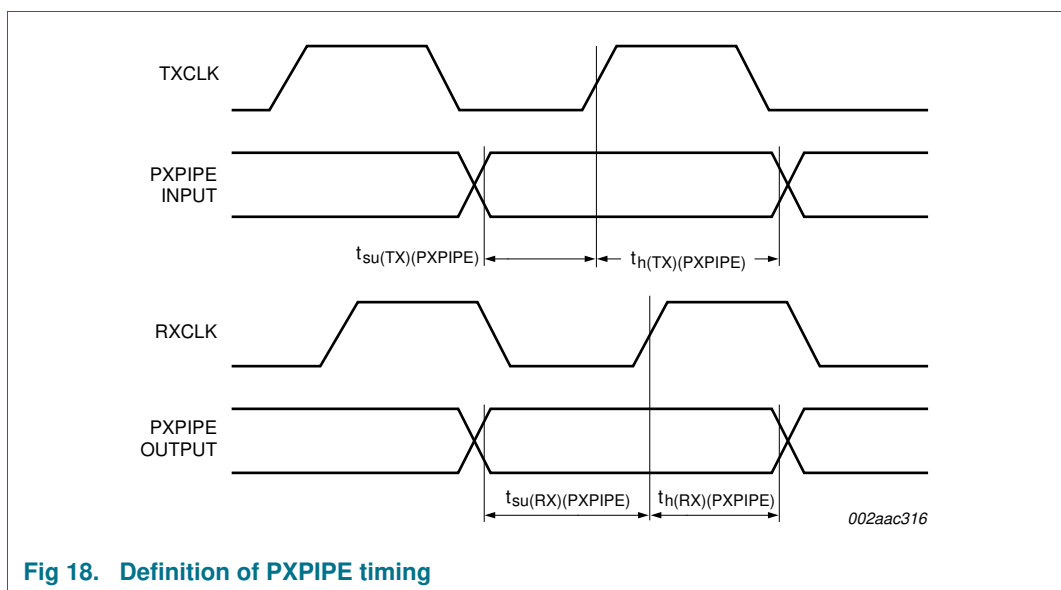 TXCLK
PXPIPE
INPUT
tsu(TX)(PXPIPE)
th(TX)(PXPIPE)
RXCLK
PXPIPE
OUTPUT
tsu(RX)(PXPIPE)
th(RX)(PXPIPE)
002aac316
Fig 18. Definition of PXPIPE timing